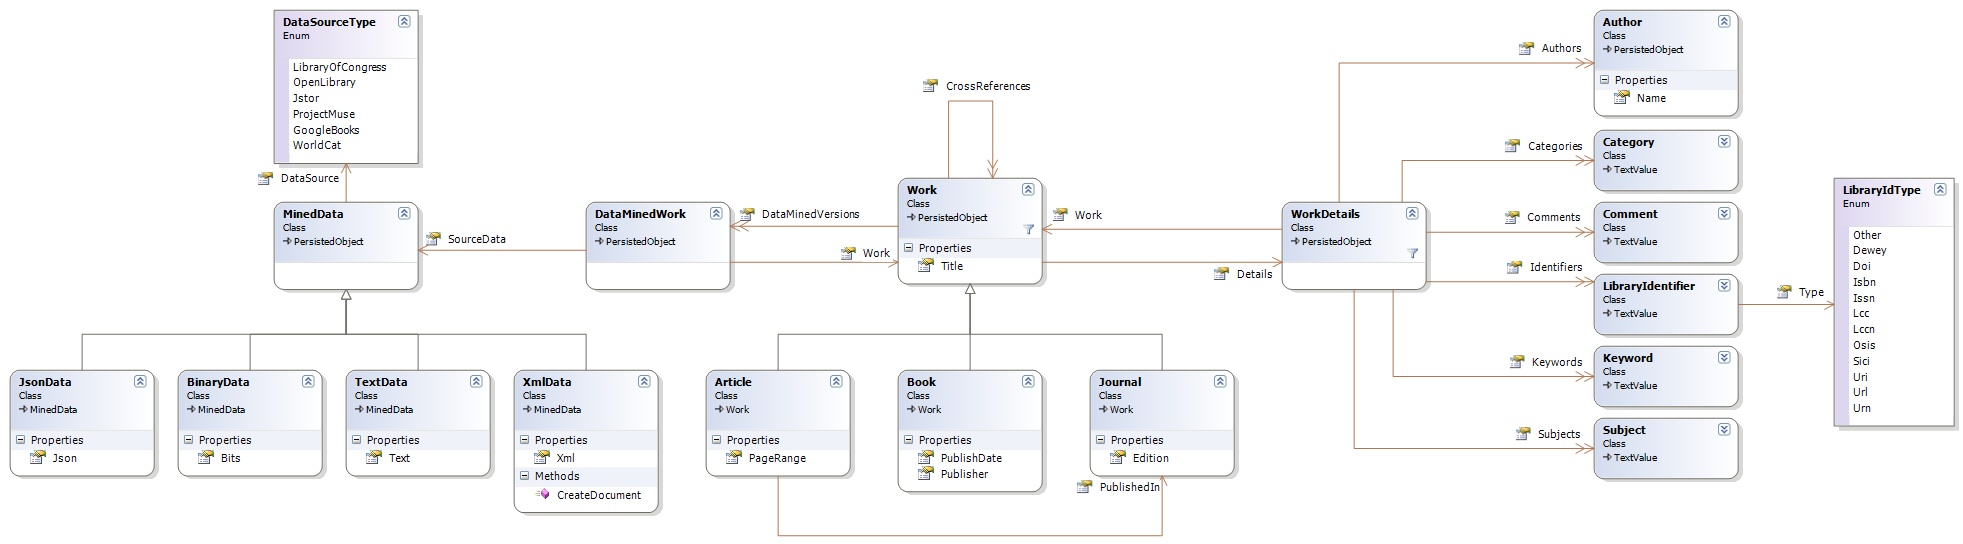 DataSourceType
Enum
LibraryOfCongress
OpenLibrary
Jstor
ProjectMuse
GoogleBooks
WorldCat
DataSource
MinedData
Class
PersistedObject
SourceData
DataMinedWork
Class
PersistedObject
DataMinedVersions
Work
CrossReferences
Work
Class
PersistedObject
Properties
Title
Work
Details
WorkDetails
Class
PersistedObject
Authors
Categories
Comments
Identifiers
Keywords
Subjects
Author
Class
PersistedObject
Properties
Name
Category
Class
TextValue
Comment
Class
TextValue
LibraryIdentifier
Class
TextValue
Keyword
Class
TextValue
Subject
Class
TextValue
Type
LibraryIdType
Enum
Other
Dewey
Doi
Isbn
Issn
Lcc
Lccn
Osis
Sici
Uri
Url
Urn
JsonData
Class
MinedData
Properties
Json
BinaryData
Class
MinedData
Properties
Bits
TextData
Class
MinedData
Properties
Text
XmlData
Class
MinedData
Properties
Xml
Methods
CreateDocument
Article
Class
Work
Properties
PageRange
Book
Class
Work
Properties
PublishDate
Publisher
Journal
Class
Work
Properties
Edition
PublishedIn